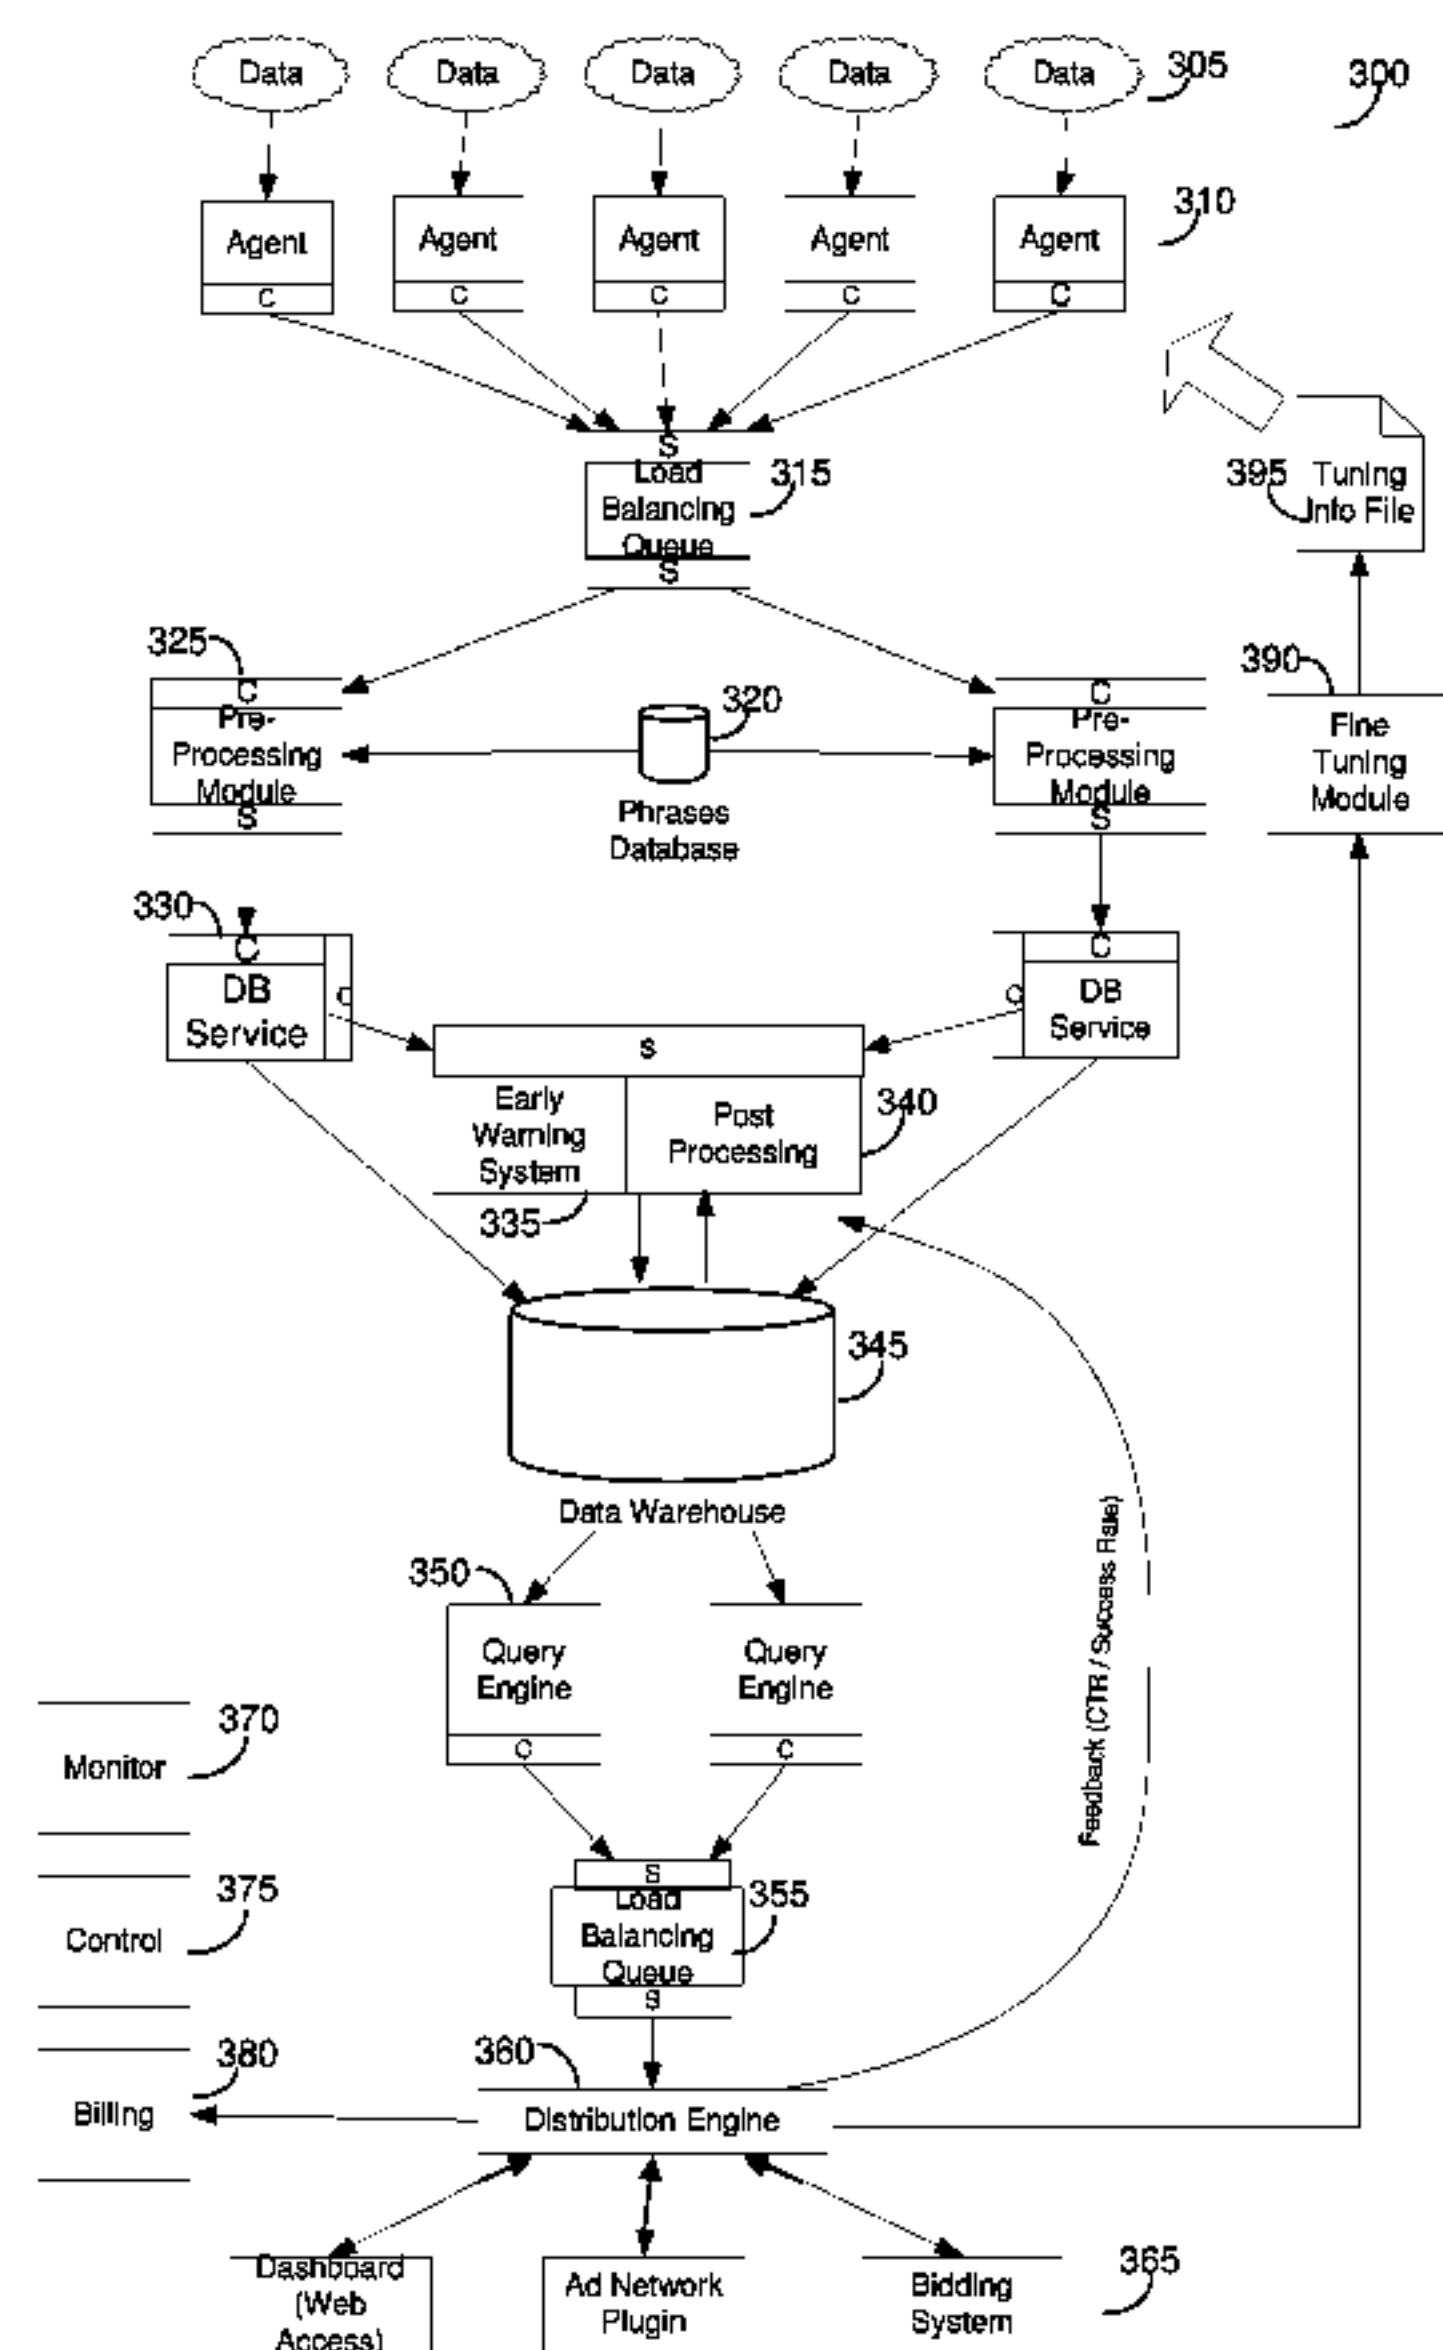 Data
Data
Data
Data
Data
305
300
310
Agent
Agent
Agent
Agent
Agent
C
C
C
C
C
S
Load
Balancing
Queue
S
315
395
Tuning
Info File
325
C
Pre-
Processing
Module
S
320
Phrases
Database
C
Pre-
Processing
Module
S
390
Fine
Tuning
Module
330
C
DB
Service
C
C
C
DB
Service
S
Early
Warning
System
Post
Processing
340
335
345
Data Warehouse
350
Query
Engine
Query
Engine
C
C
Feedback (CTR / Success Rate)
370
Monitor
S
Load
Balancing
Queue
S
355
375
Control
380
Billing
360
Distribution Engine
Dashboard
(Web
Access)
Ad Network
Plugin
Bidding
System
365